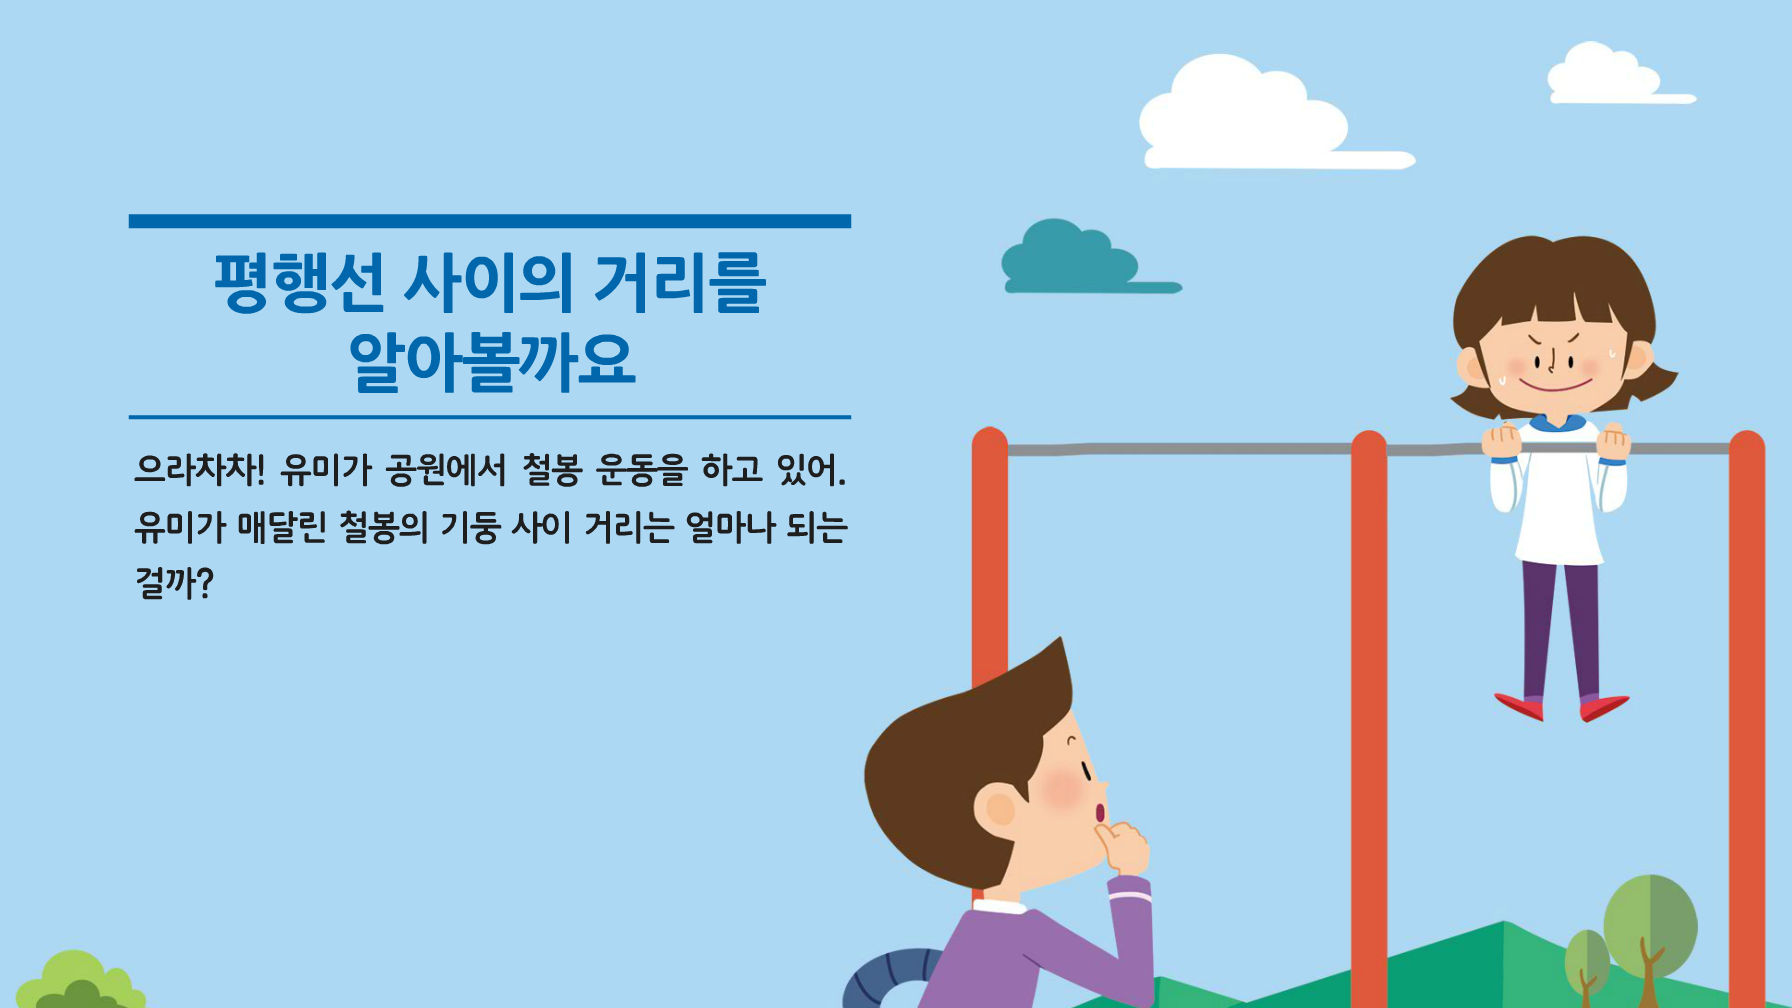 평행선 사이의 거리를
알아볼까요
으라차차! 유미가 공원에서 철봉 운동을 하고 있어.
유미가 매달린 철봉의 기둥 사이 거리는 얼마나 되는
걸까?